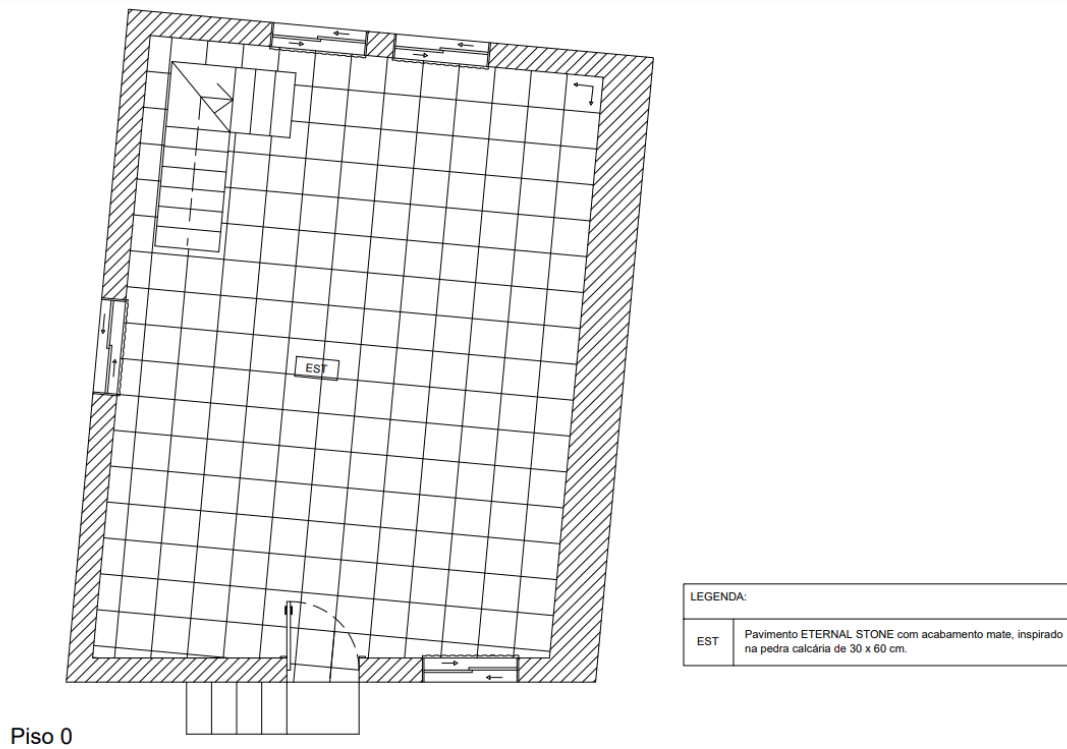 EST
LEGENDA:
EST
Pavimento ETERNAL STONE com acabamento mate, inspirado
na pedra calcária de 30 x 60 cm.
Piso 0